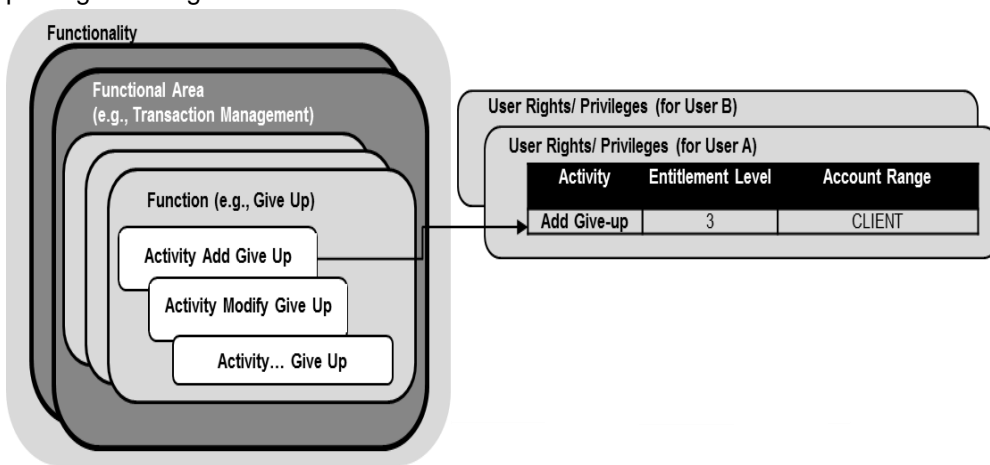 Functionality
Functional Area
(e.g., Transaction Management)
Function (e.g., Give Up)
Activity Add Give Up
Activity Modify Give Up
Activity... Give Up
User Rights/ Privileges (for User B)
User Rights/ Privileges (for User A)
Activity Entitlement Level Account Range
Add Give-up 3 CLIENT